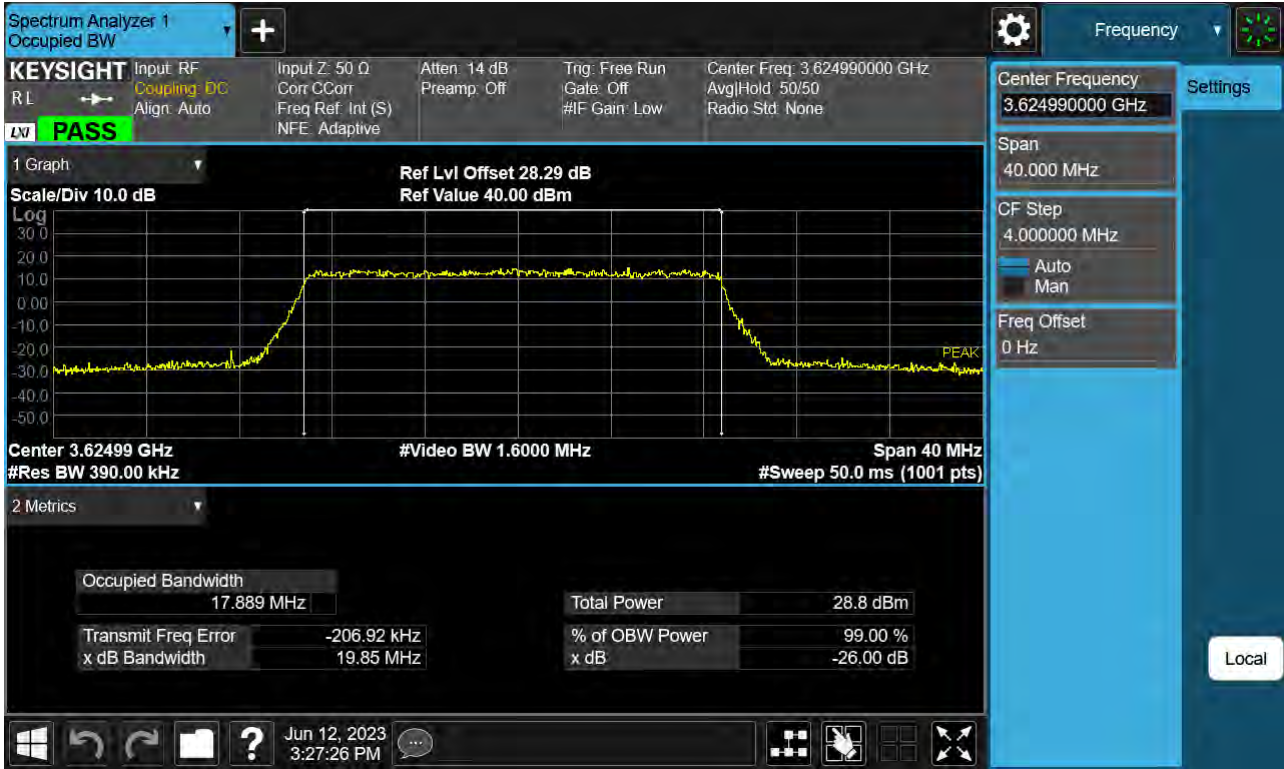 Spectrum Analyzer 1
Occupied BW
+
Frequency
KEYSIGHT
R L
LXI PASS
Input: RF
Coupling: DC
Align: Auto
Input Z: 50 Ω
Corr CCorr
Freq Ref: Int (S)
NFE: Adaptive
Atten: 14 dB
Preamp: Off
Trig: Free Run
Gate: Off
#IF Gain: Low
Center Freq: 3.624990000 GHz
Avg|Hold: 50/50
Radio Std: None
Center Frequency
3.624990000 GHz
Settings
Span
40.000 MHz
CF Step
4.000000 MHz
Auto
Man
Freq Offset
0 Hz
1 Graph
Ref Lvl Offset 28.29 dB
Scale/Div 10.0 dB
Ref Value 40.00 dBm
Log
30.0
20.0
10.0
0.00
-10.0
-20.0
-30.0
-40.0
-50.0
PEAK
Center 3.62499 GHz
#Video BW 1.6000 MHz
Span 40 MHz
#Res BW 390.00 kHz
#Sweep 50.0 ms (1001 pts)
2 Metrics
Occupied Bandwidth
17.889 MHz
Total Power 28.8 dBm
Transmit Freq Error -206.92 kHz
% of OBW Power 99.00 %
x dB Bandwidth 19.85 MHz
x dB -26.00 dB
Local
?
Jun 12, 2023
3:27:26 PM